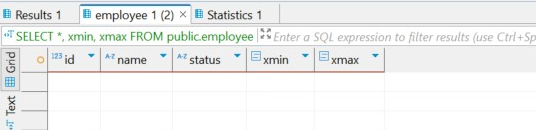 Results 1 employee 1 (2) Statistics 1
SELECT *, xmin, xmax FROM public.employee Enter a SQL expression to filter results (use Ctrl+Sp
Grid
123 id A-Z name A-Z status xmin xmax
Text